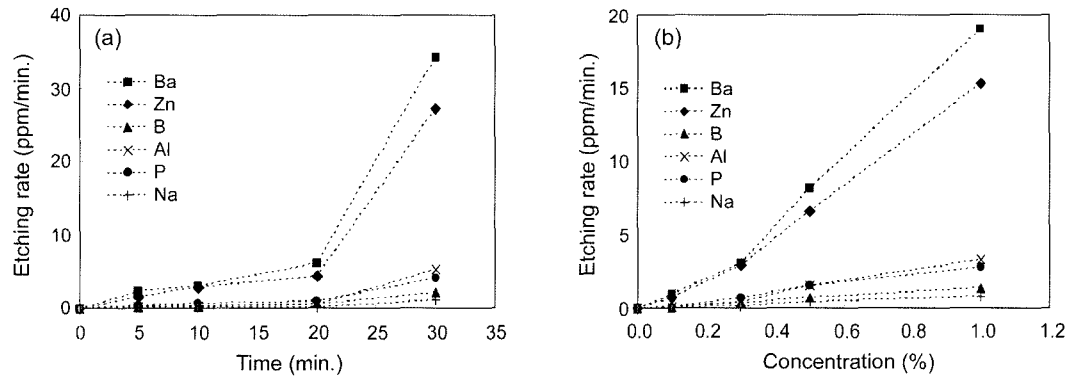 (a)
Ba
Zn
B
Al
P
Na
Etching rate (ppm/min.)
40
30
20
10
0
0 5 10 15 20 25 30 35
Time (min.)
(b)
Ba
Zn
B
Al
P
Na
Etching rate (ppm/min.)
20
15
10
5
0
0.0 0.2 0.4 0.6 0.8 1.0 1.2
Concentration (%)